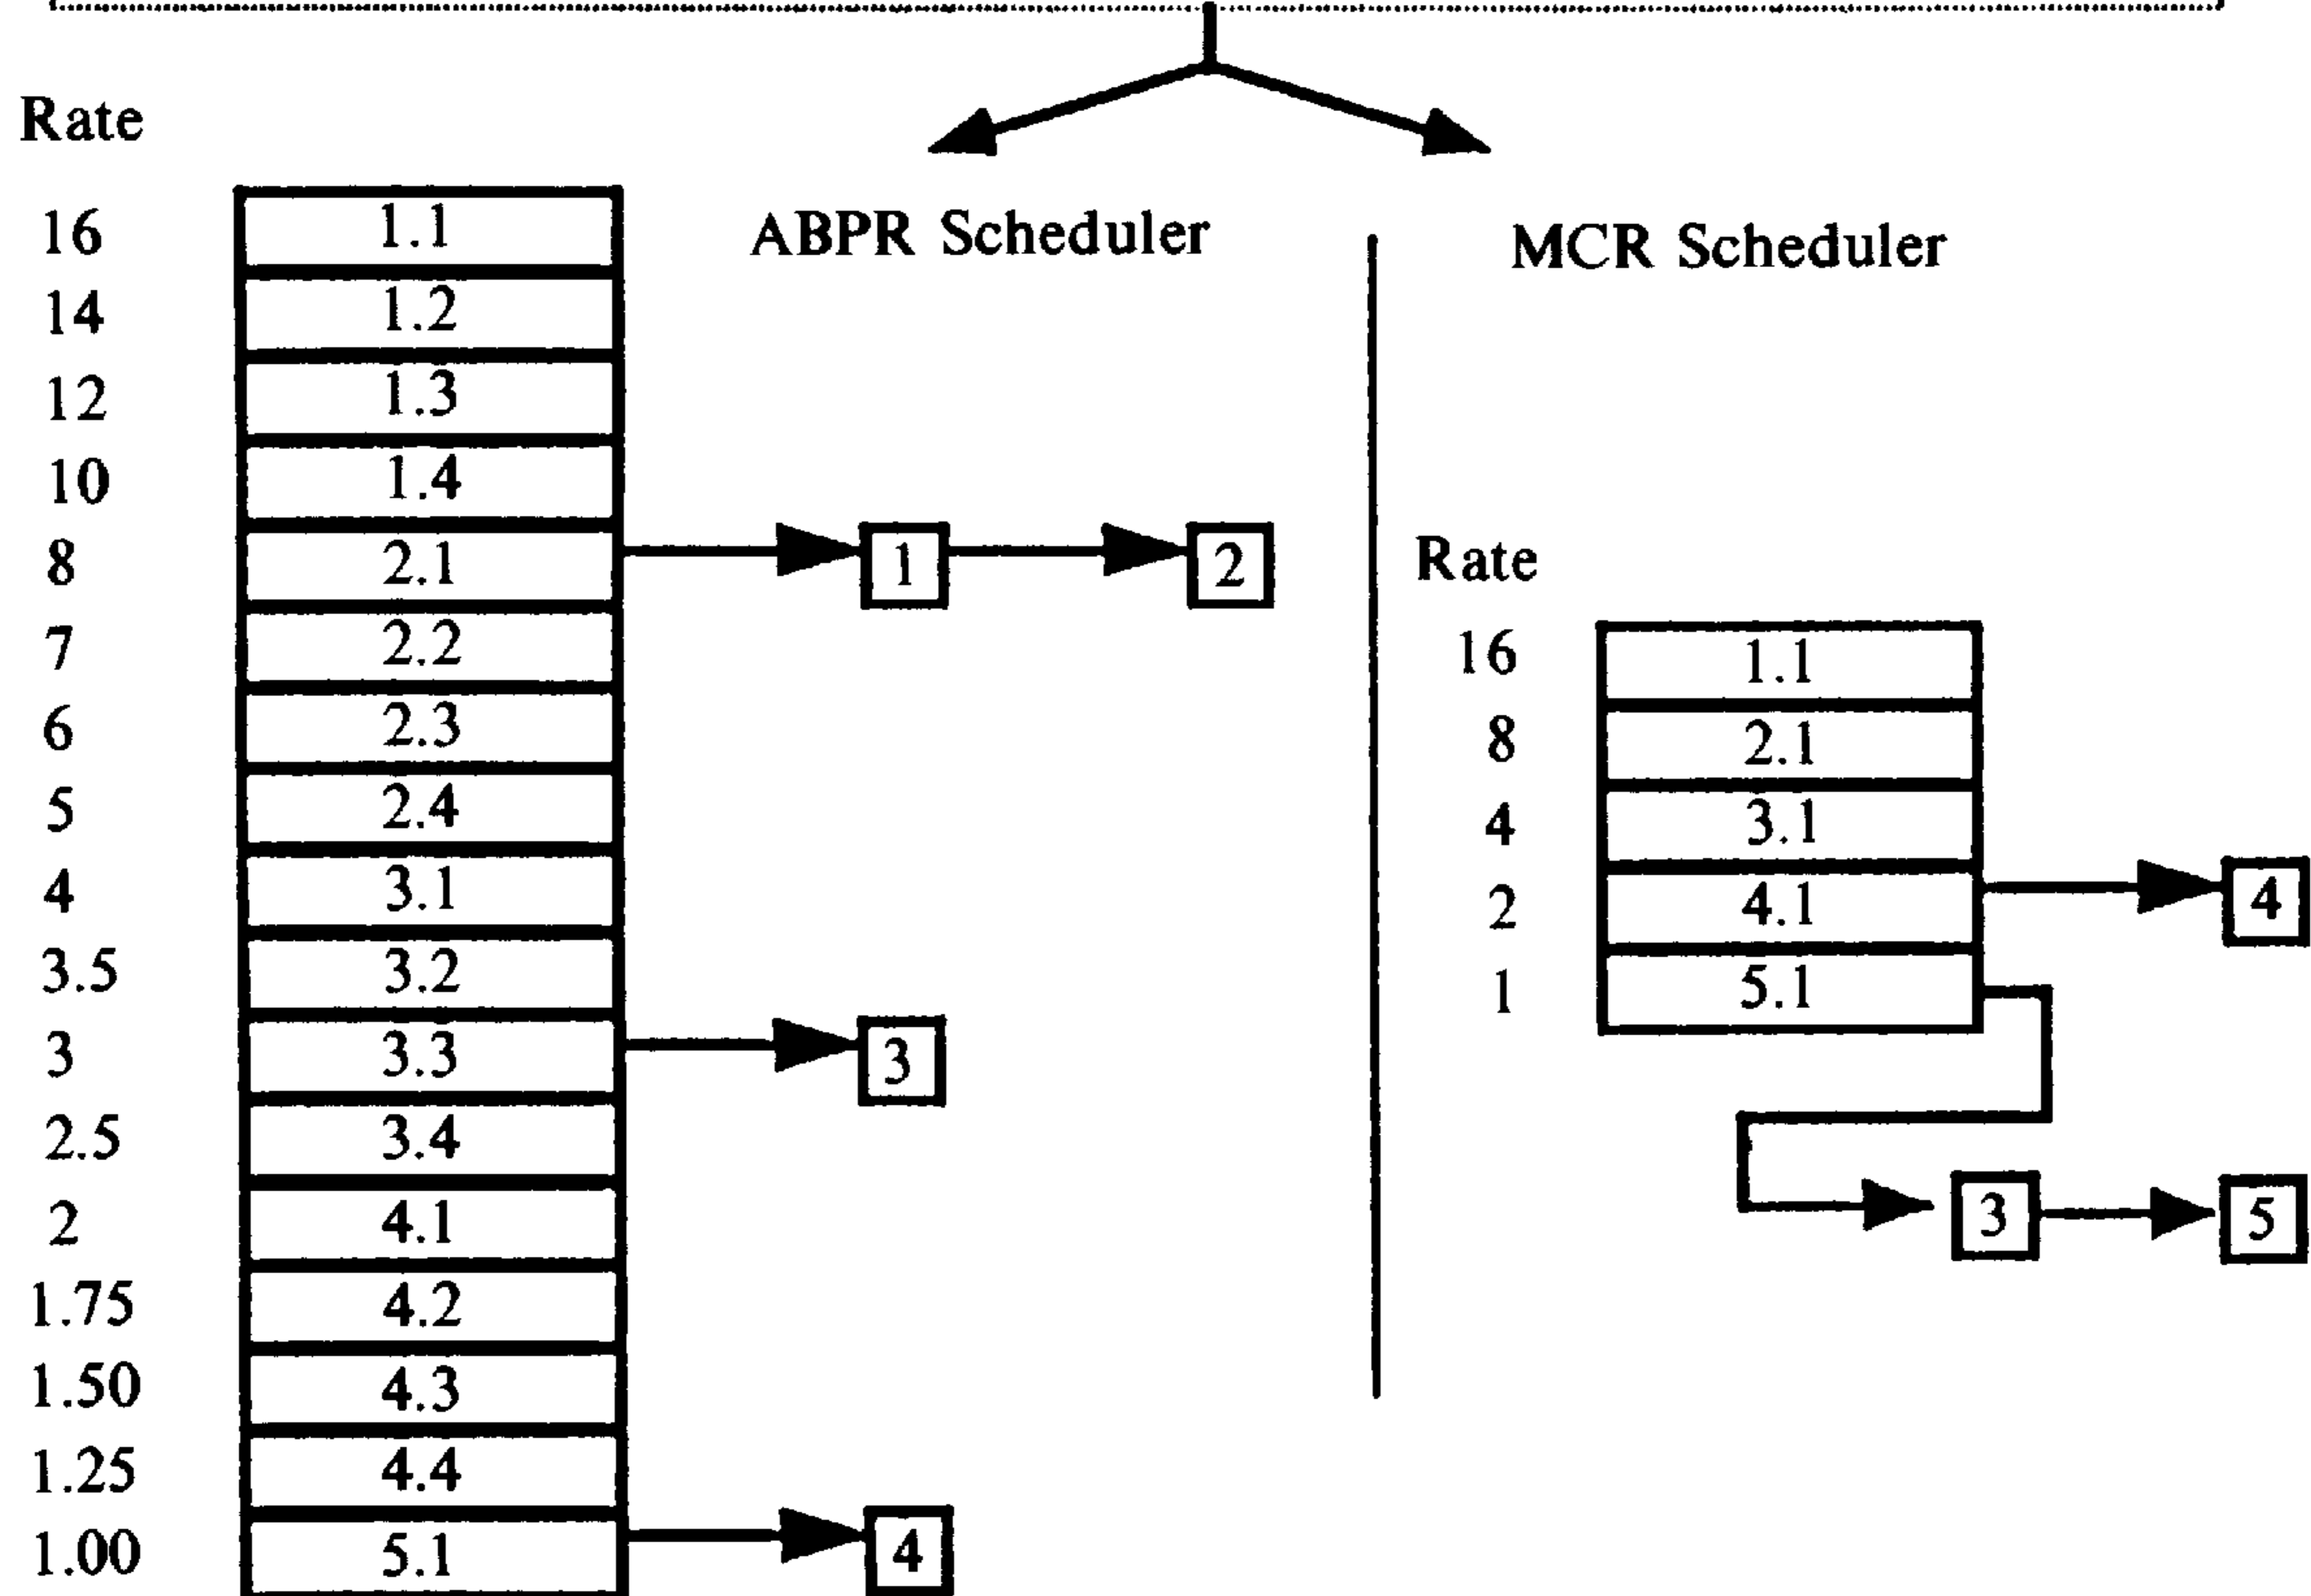 Rate
ABPR Scheduler
16 1.1
14 1.2
12 1.3
10 1.4
8 2.1 1 2
7 2.2
6 2.3
5 2.4
4 3.1
3.5 3.2
3 3.3 3
2.5 3.4
2 4.1
1.75 4.2
1.50 4.3
1.25 4.4
1.00 5.1 4
MCR Scheduler
Rate
16 1.1
8 2.1
4 3.1
2 4.1 4
1 5.1
3 5